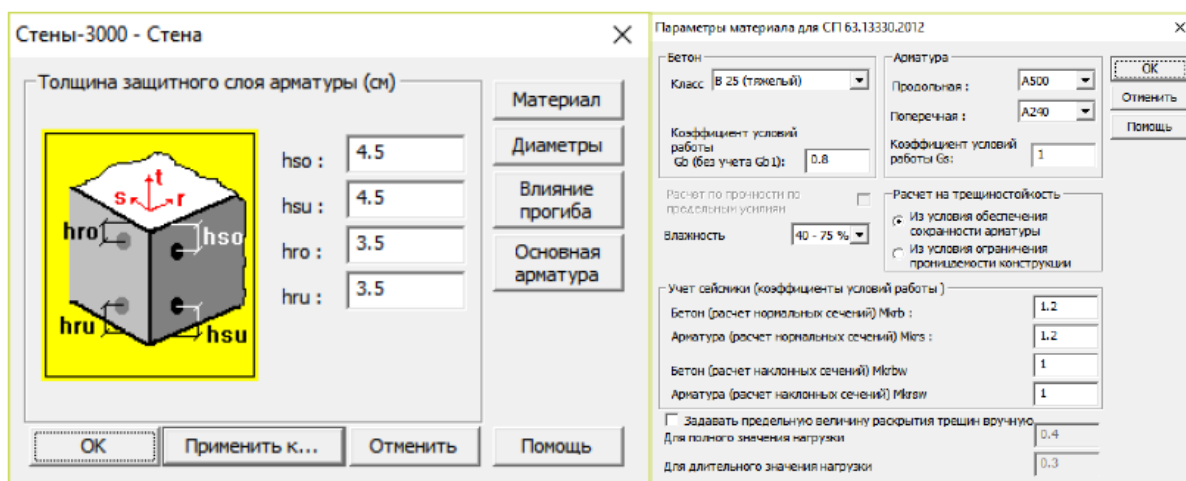 Стены-3000 - Стена
Толщина защитного слоя арматуры (см)
t
s
r
hro
hso
hru
hsu
hso :
4.5
hsu :
4.5
hro :
3.5
hru :
3.5
Материал
Диаметры
Влияние
прогиба
Основная
арматура
ОК
Применить к...
Отменить
Помощь
Параметры материала для СП 63.13330.2012
Бетон
Класс
В 25 (тяжелый)
Коэффициент условий
работы
Gb (без учета Gb1):
0.8
Арматура
Продольная :
А500
Поперечная :
А240
Коэффициент условий
работы Gs:
1
ОК
Отменить
Помощь
Расчет по прочности по
предельным усилиям
Влажность
40 - 75 %
Расчет на трещиностойкость
Из условия обеспечения
сохранности арматуры
Из условия ограничения
проницаемости конструкции
Учет сейсмики (коэффициенты условий работы )
Бетон (расчет нормальных сечений) Mkrb :
1.2
Арматура (расчет нормальных сечений) Mkrs :
1.2
Бетон (расчет наклонных сечений) Mkrbw
1
Арматура (расчет наклонных сечений) Mkrsw
1
Задавать предельную величину раскрытия трещин вручную
Для полного значения нагрузки
0.4
Для длительного значения нагрузки
0.3